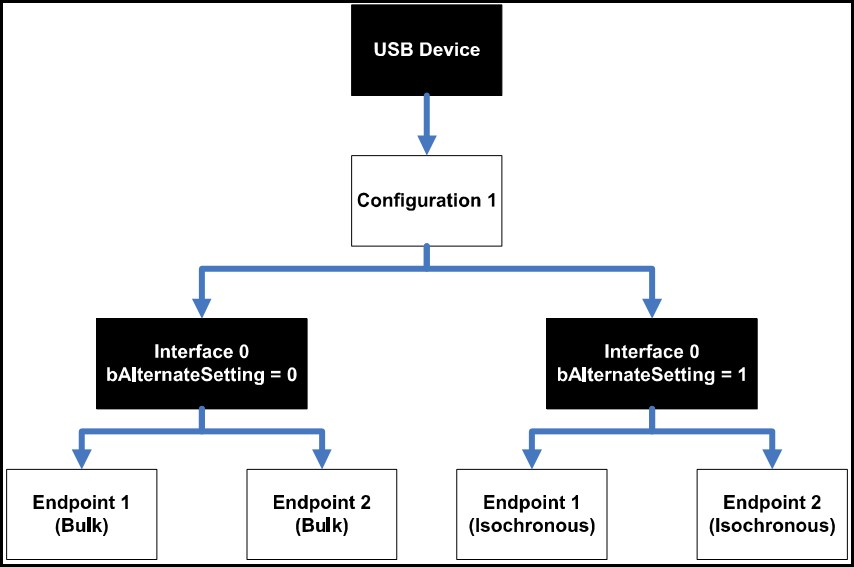 USB Device
Configuration 1
Interface 0
bAlternateSetting = 0
Interface 0
bAlternateSetting = 1
Endpoint 1
(Bulk)
Endpoint 2
(Bulk)
Endpoint 1
(Isochronous)
Endpoint 2
(Isochronous)